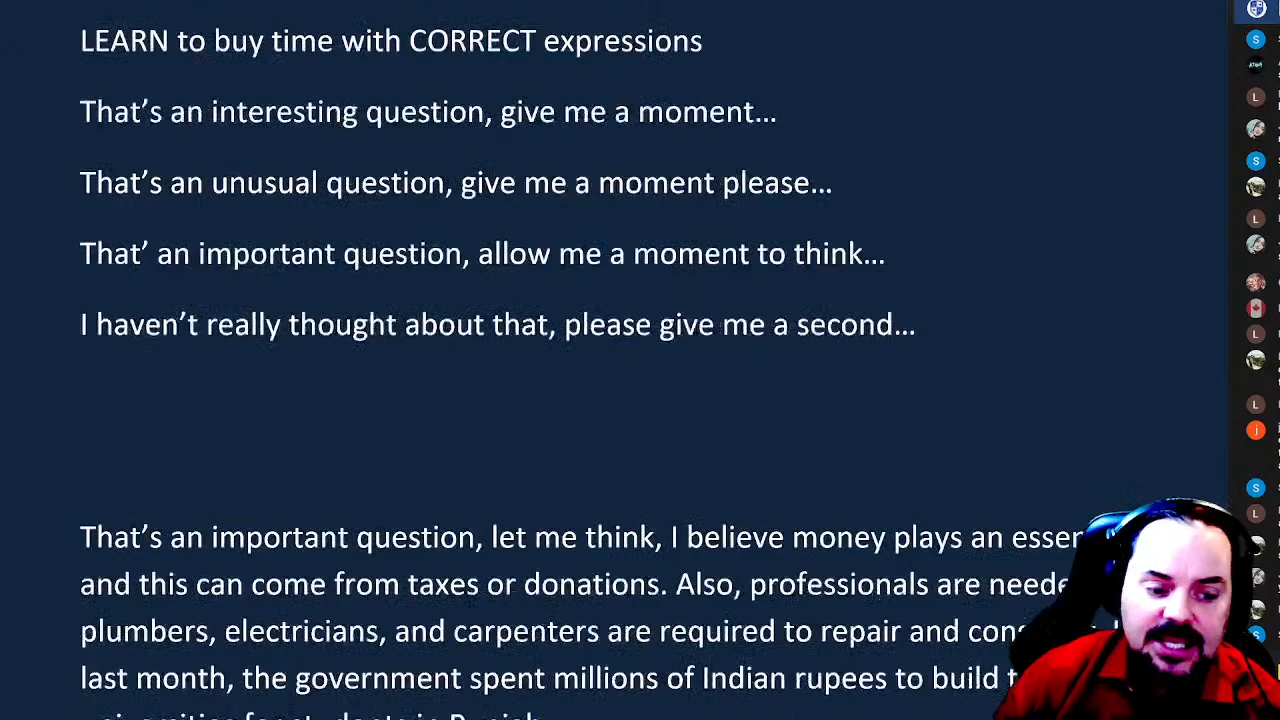 LEARN to buy time with CORRECT expressions
That’s an interesting question, give me a moment…
That’s an unusual question, give me a moment please…
That’ an important question, allow me a moment to think…
I haven’t really thought about that, please give me a second…
That’s an important question, let me think, I believe money plays an
and this can come from taxes or donations. Also, professionals are
plumbers, electricians, and carpenters are required to repair and
last month, the government spent millions of Indian rupees to build
S
ATOM
L
S
L
L
L
j
S
L
S